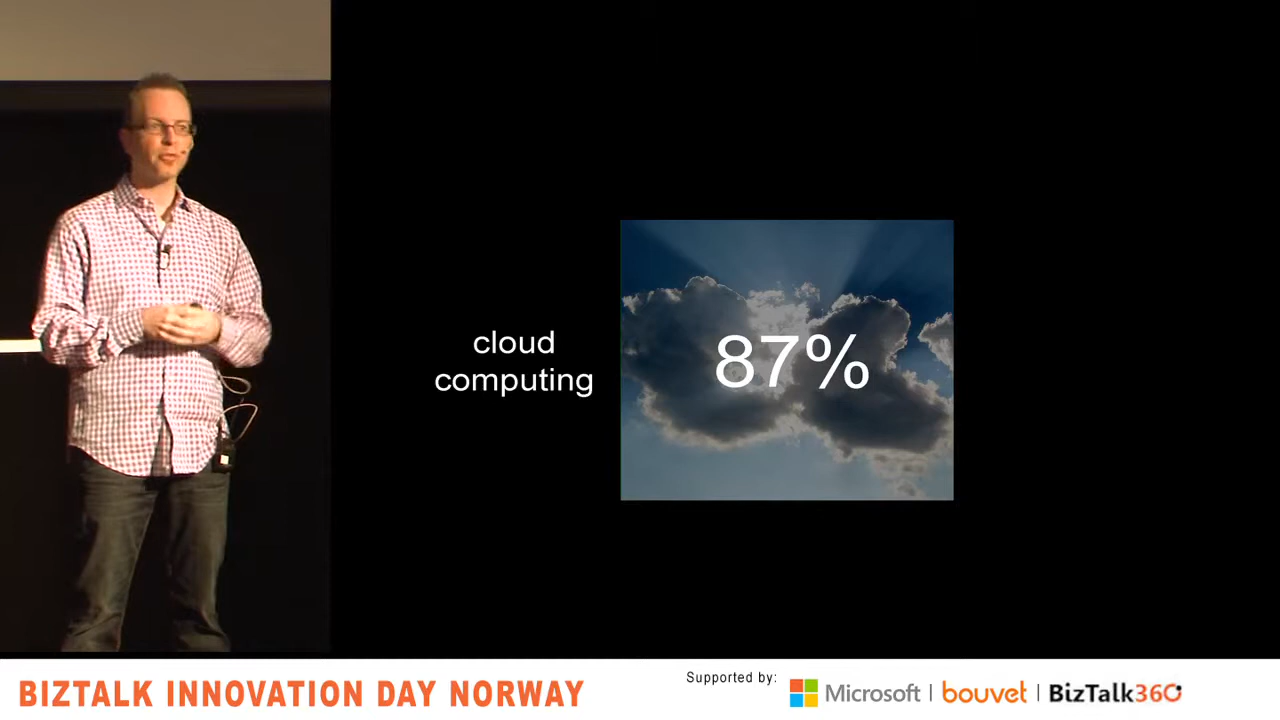 cloud
computing
87%
BIZTALK INNOVATION DAY NORWAY
Supported by:
Microsoft | bouvet | BizTalk360